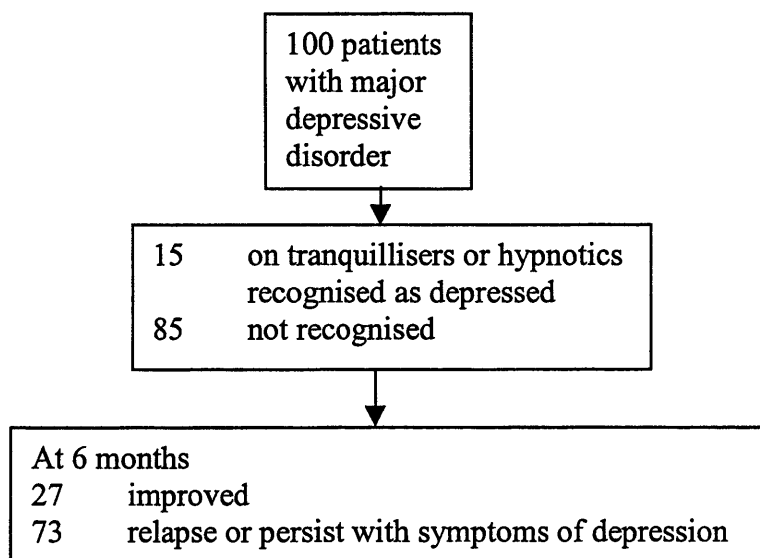 100 patients
with major
depressive
disorder
15 on tranquillisers or hypnotics
recognised as depressed
85 not recognised
At 6 months
27 improved
73 relapse or persist with symptoms of depression